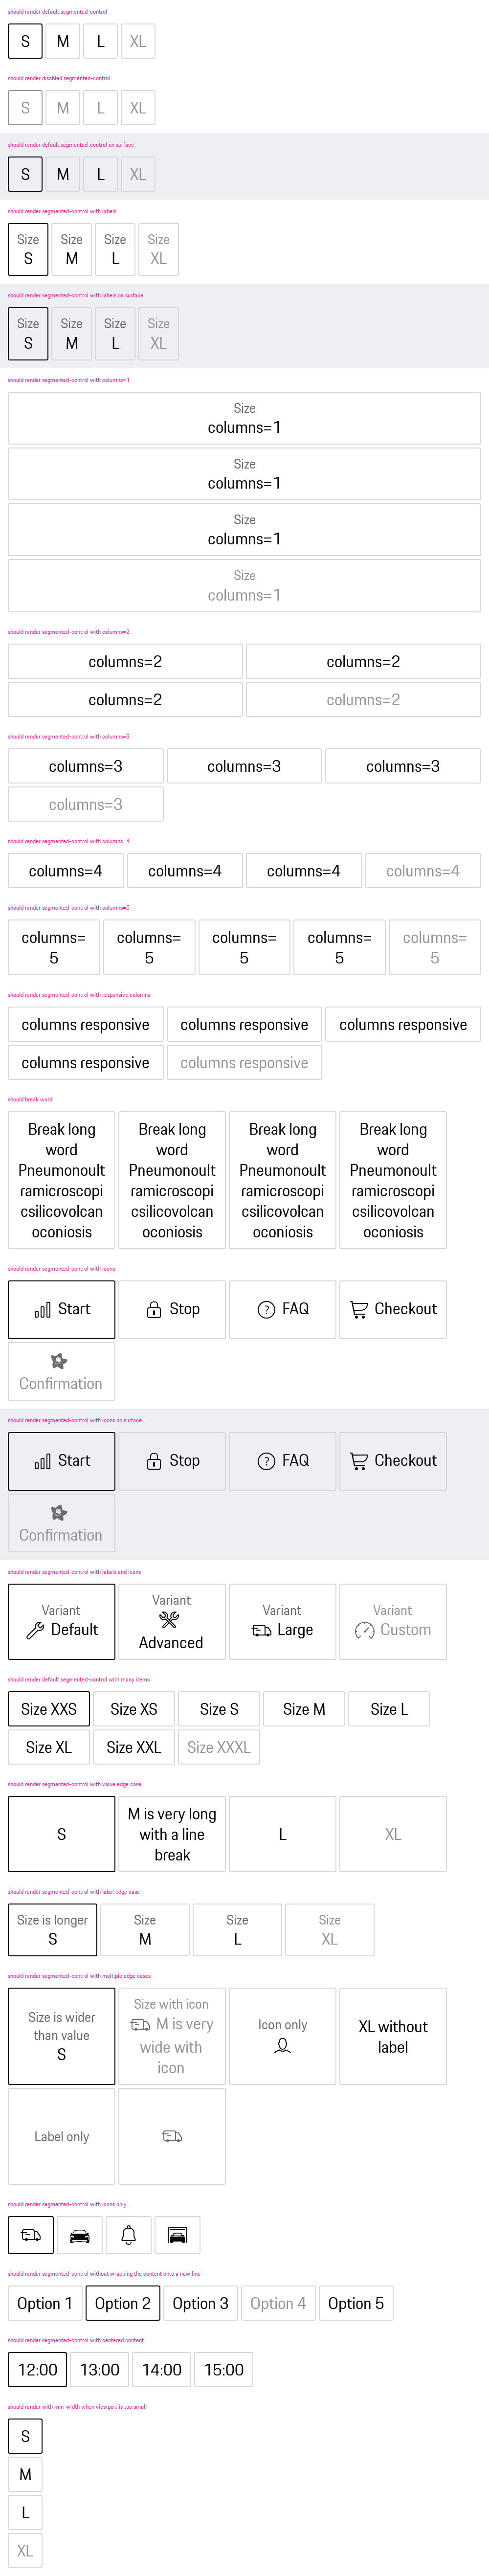 should render default segmented-control
S M L XL
should render disabled segmented-control
S M L XL
should render default segmented-control on surface
S M L XL
should render segmented-control with labels
Size Size Size Size
S M L XL
should render segmented-control with labels on surface
Size Size Size Size
S M L XL
should render segmented-control with columns=1
Size
columns=1
Size
columns=1
Size
columns=1
Size
columns=1
should render segmented-control with columns=2
columns=2 columns=2
columns=2 columns=2
should render segmented-control with columns=3
columns=3 columns=3 columns=3
columns=3
should render segmented-control with columns=4
columns=4 columns=4 columns=4 columns=4
should render segmented-control with columns=5
columns= columns= columns= columns= columns=
5 5 5 5 5
should render segmented-control with responsive columns
columns responsive columns responsive columns responsive
columns responsive columns responsive
should break word
Break long Break long Break long Break long
word word word word
Pneumonoult Pneumonoult Pneumonoult Pneumonoult
ramicroscopi ramicroscopi ramicroscopi ramicroscopi
csilicovolcan csilicovolcan csilicovolcan csilicovolcan
oconiosis oconiosis oconiosis oconiosis
should render segmented-control with icons
Start Stop FAQ Checkout
Confirmation
should render segmented-control with icons on surface
Start Stop FAQ Checkout
Confirmation
should render segmented-control with labels and icons
Variant Variant Variant Variant
Default Advanced Large Custom
should render default segmented-control with many items
Size XXS Size XS Size S Size M Size L
Size XL Size XXL Size XXXL
should render segmented-control with value edge case
S
M is very long
with a line
break
L
XL
should render segmented-control with label edge case
Size is longer Size Size Size
S M L XL
should render segmented-control with multiple edge cases
Size is wider
than value
S
Size with icon
M is very
wide with
icon
Icon only
XL without
label
Label only
should render segmented-control with icons only
should render segmented-control without wrapping the content onto a new line
Option 1 Option 2 Option 3 Option 4 Option 5
should render segmented-control with centered content
12:00 13:00 14:00 15:00
should render with min-width when viewport is too small
S
M
L
XL